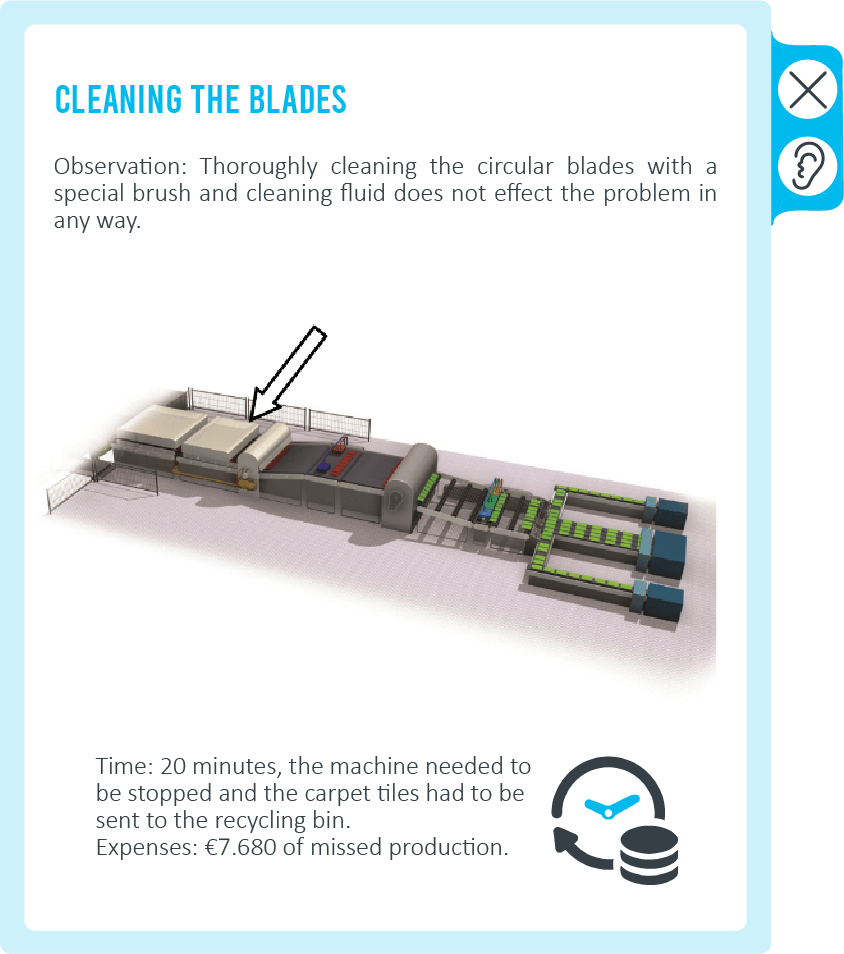 CLEANING THE BLADES
Observation: Thoroughly cleaning the circular blades with a
special brush and cleaning fluid does not effect the problem in
any way.
Time: 20 minutes, the machine needed to
be stopped and the carpet tiles had to be
sent to the recycling bin.
Expenses: €7.680 of missed production.